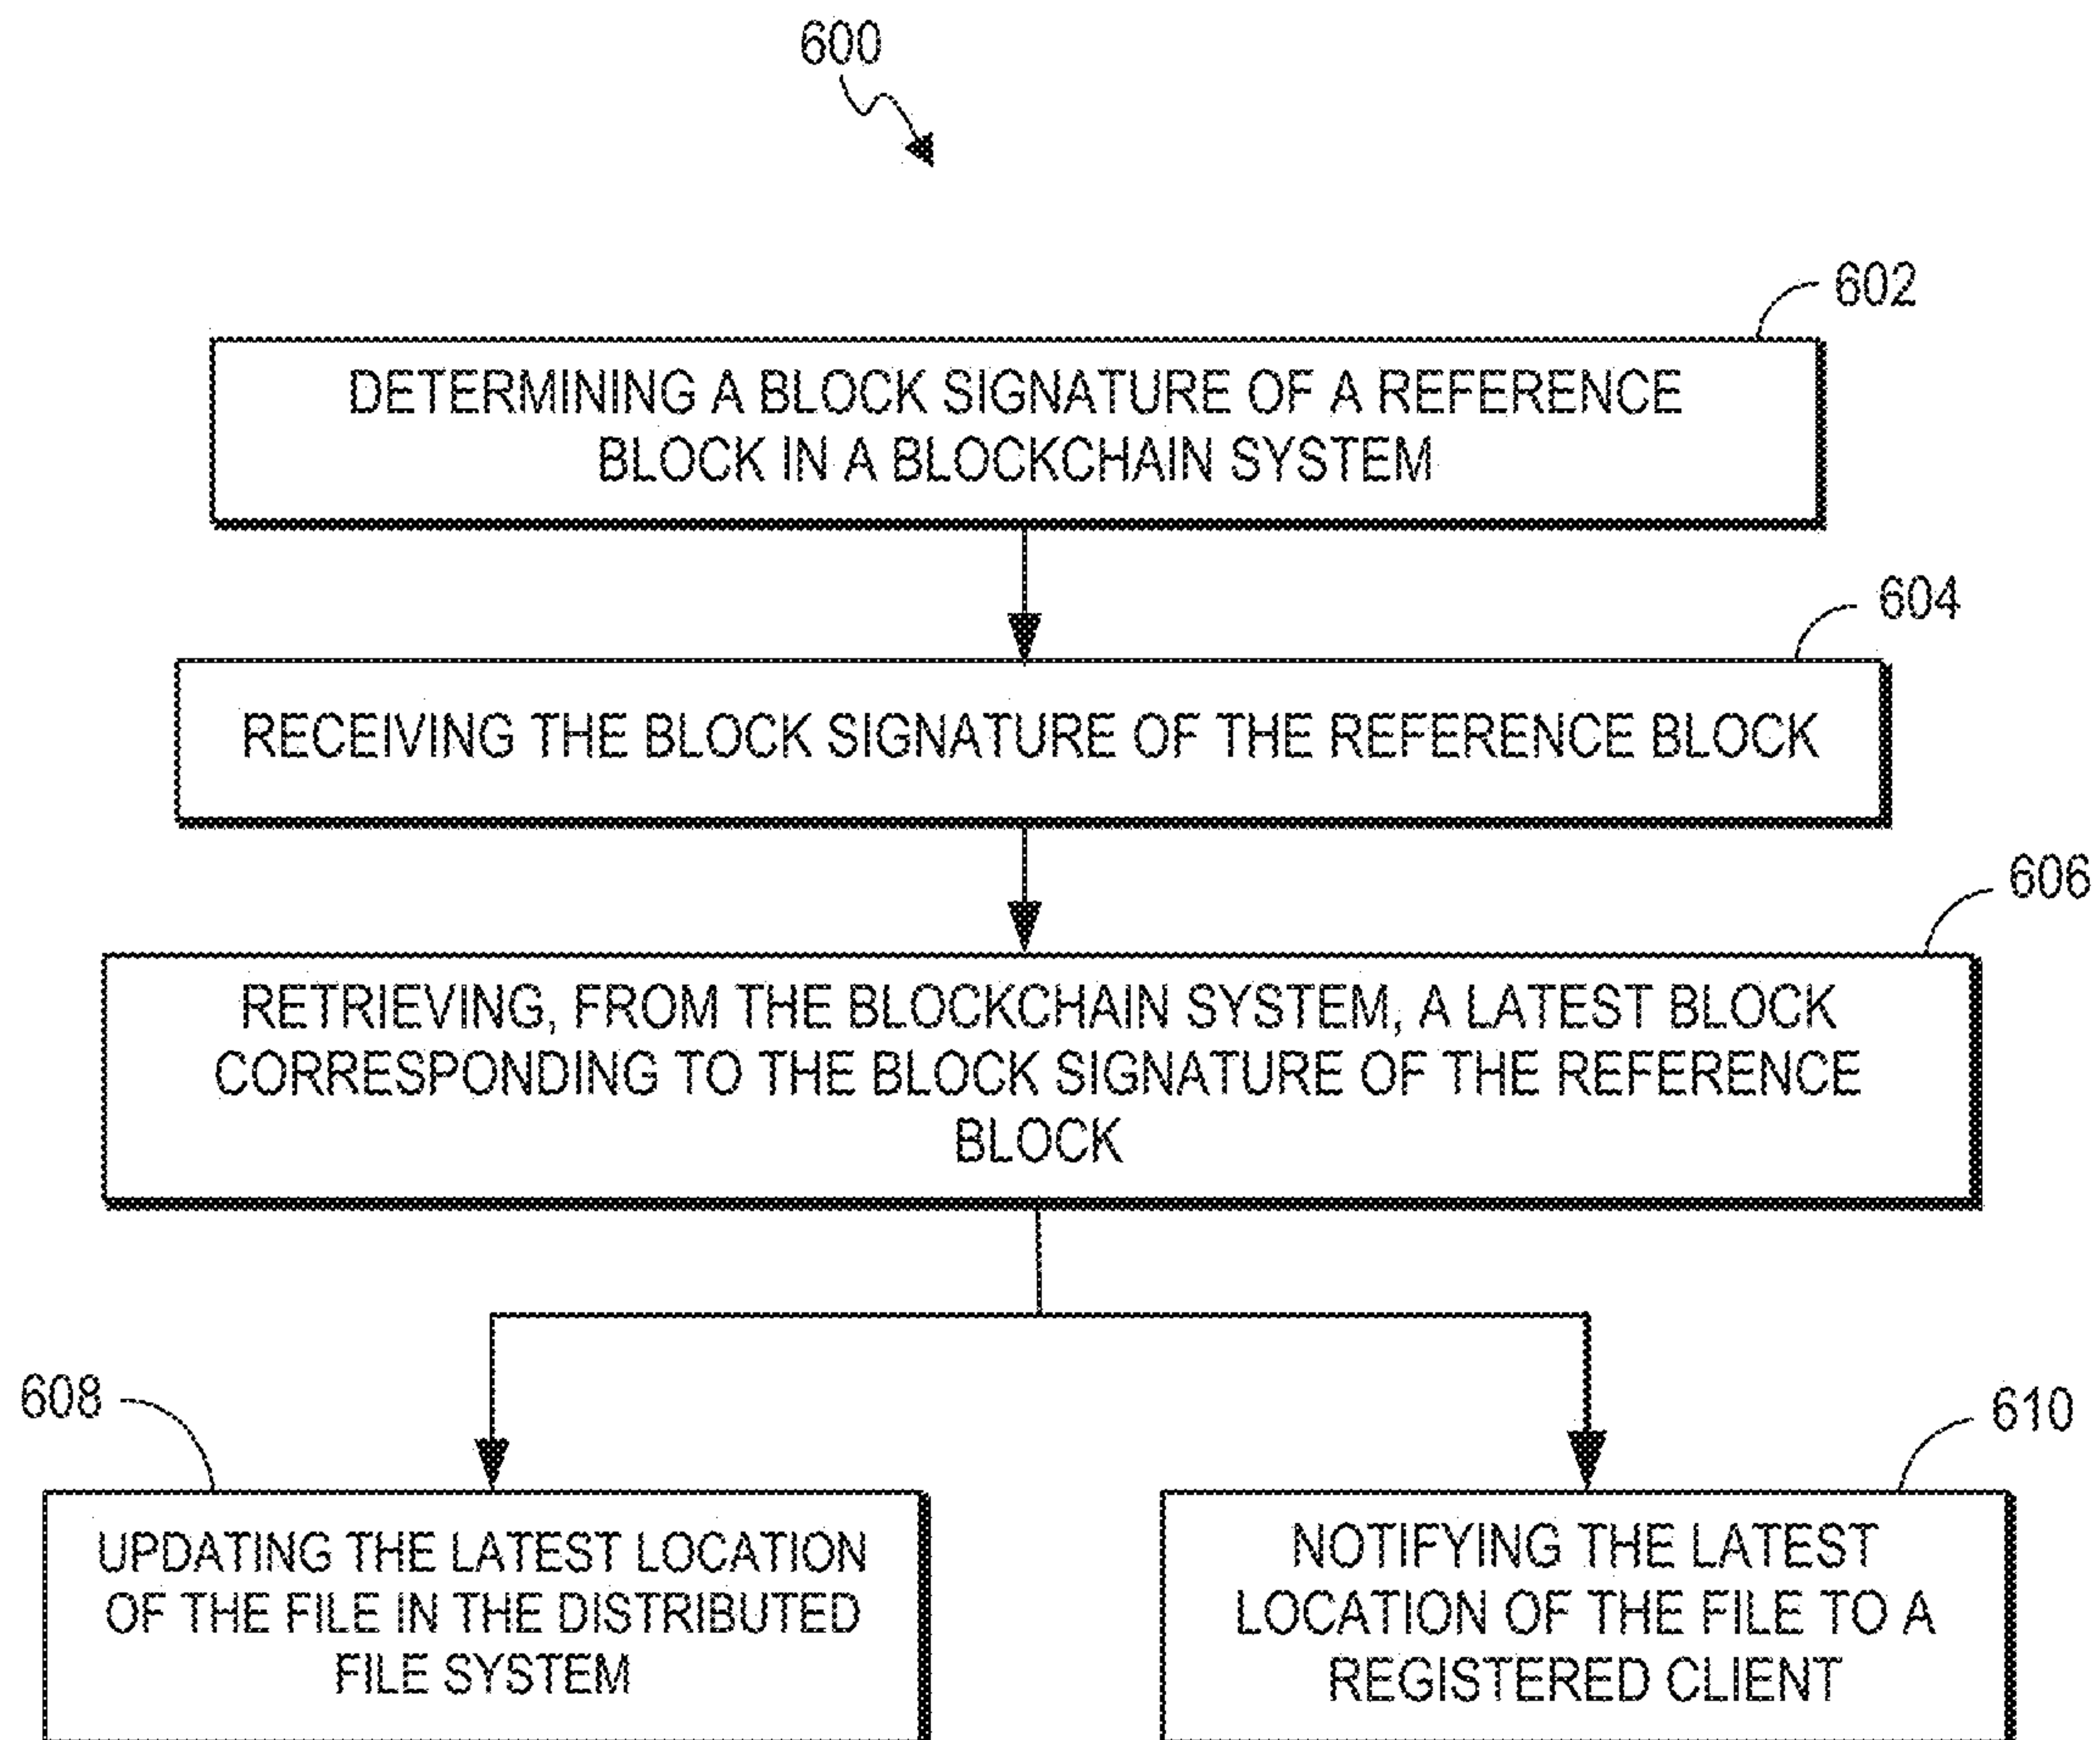 600
602
DETERMINING A BLOCK SIGNATURE OF A REFERENCE
BLOCK IN A BLOCKCHAIN SYSTEM
604
RECEIVING THE BLOCK SIGNATURE OF THE REFERENCE BLOCK
606
RETRIEVING, FROM THE BLOCKCHAIN SYSTEM, A LATEST BLOCK
CORRESPONDING TO THE BLOCK SIGNATURE OF THE REFERENCE
BLOCK
608
UPDATING THE LATEST LOCATION
OF THE FILE IN THE DISTRIBUTED
FILE SYSTEM
610
NOTIFYING THE LATEST
LOCATION OF THE FILE TO A
REGISTERED CLIENT